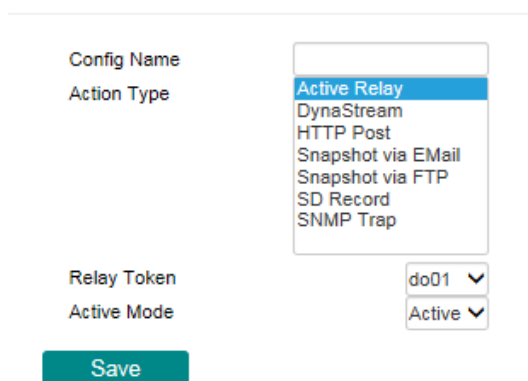 Config Name
Action Type
Active Relay
DynaStream
HTTP Post
Snapshot via EMail
Snapshot via FTP
SD Record
SNMP Trap
Relay Token do01
Active Mode Active
Save